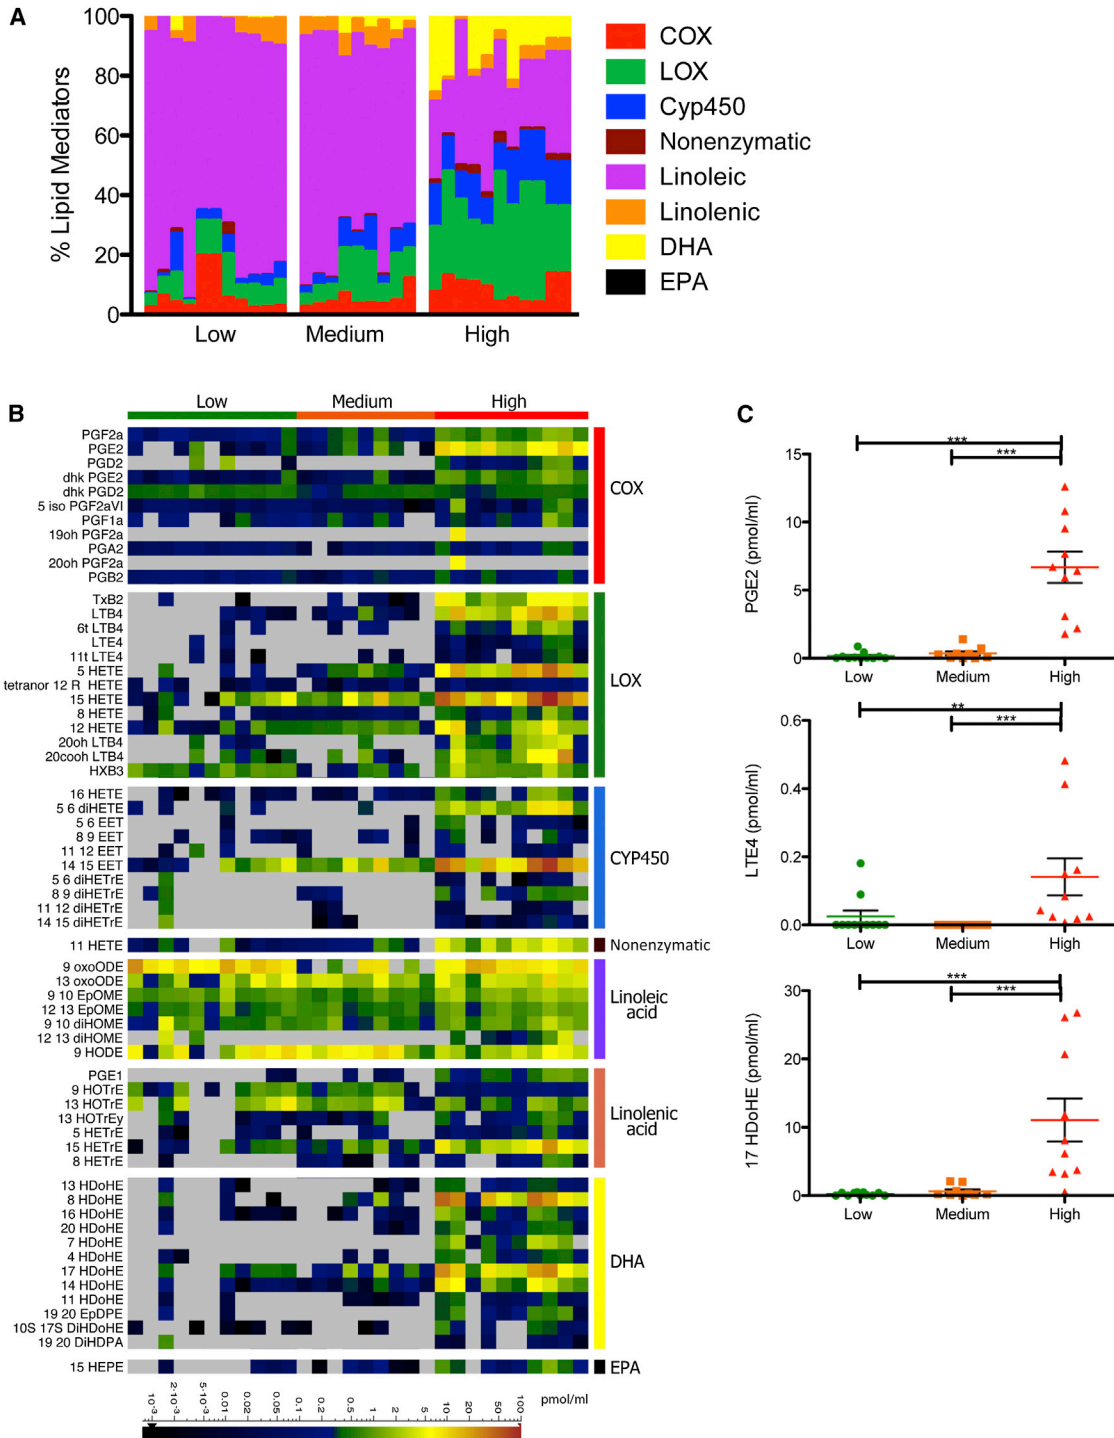 A
% Lipid Mediators
100
80
60
40
20
0
Low
Medium
High
COX
LOX
Cyp450
Nonenzymatic
Linoleic
Linolenic
DHA
EPA
B
Low
Medium
High
PGF2a
PGE2
PGD2
dhk PGE2
dhk PGD2
5 iso PGF2aVI
PGF1a
19oh PGF2a
PGA2
20oh PGF2a
PGB2
COX
TxB2
LTB4
6t LTB4
LTE4
11t LTE4
5 HETE
tetranor 12 R HETE
15 HETE
8 HETE
12 HETE
20oh LTB4
20cooh LTB4
HXB3
LOX
16 HETE
5 6 diHETE
5 6 EET
8 9 EET
11 12 EET
14 15 EET
5 6 diHETrE
8 9 diHETrE
11 12 diHETrE
14 15 diHETrE
CYP450
11 HETE
Nonenzymatic
9 oxoODE
13 oxoODE
9 10 EpOME
12 13 EpOME
9 10 diHOME
12 13 diHOME
9 HODE
Linoleic
acid
PGE1
9 HOTrE
13 HOTrE
13 HOTrEy
5 HETrE
15 HETrE
8 HETrE
Linolenic
acid
13 HDoHE
8 HDoHE
16 HDoHE
20 HDoHE
7 HDoHE
4 HDoHE
17 HDoHE
14 HDoHE
11 HDoHE
19 20 EpDPE
10S 17S DiHDoHE
19 20 DiHDPA
DHA
15 HEPE
EPA
10⁻³ 2·10⁻³ 5·10⁻³ 0.01 0.02 0.05 0.1 0.2 0.5 1 2 5 10 20 50 100
pmol/ml
C
PGE2 (pmol/ml)
15
10
5
0
***
***
Low
Medium
High
LTE4 (pmol/ml)
0.6
0.4
0.2
0.0
**
***
Low
Medium
High
17 HDoHE (pmol/ml)
30
20
10
0
***
***
Low
Medium
High